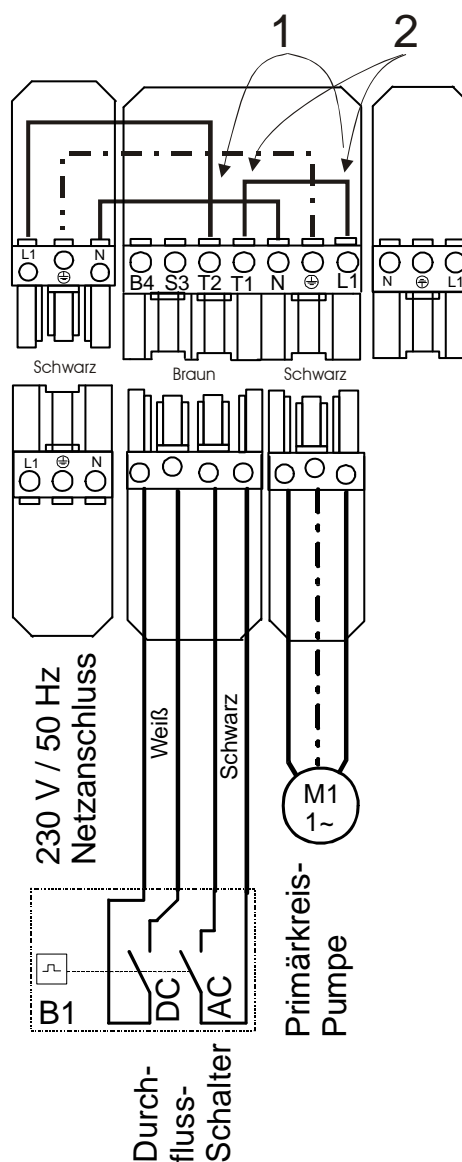 1 2
L1 ⏚ N
B4 S3 T2 T1 N ⏚ L1
N ⏚ L1
Schwarz
Braun
Schwarz
L1 ⏚ N
230 V / 50 Hz
Netzanschluss
Weiß
Schwarz
M1
1~
Primärkreis-
Pumpe
B1
DC
AC
Durch-
fluss-
Schalter